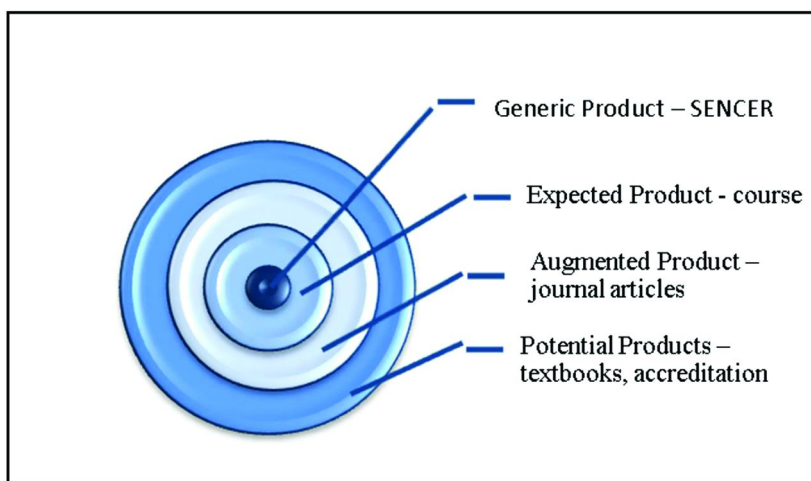 Generic Product – SENCER
Expected Product - course
Augmented Product –
journal articles
Potential Products –
textbooks, accreditation